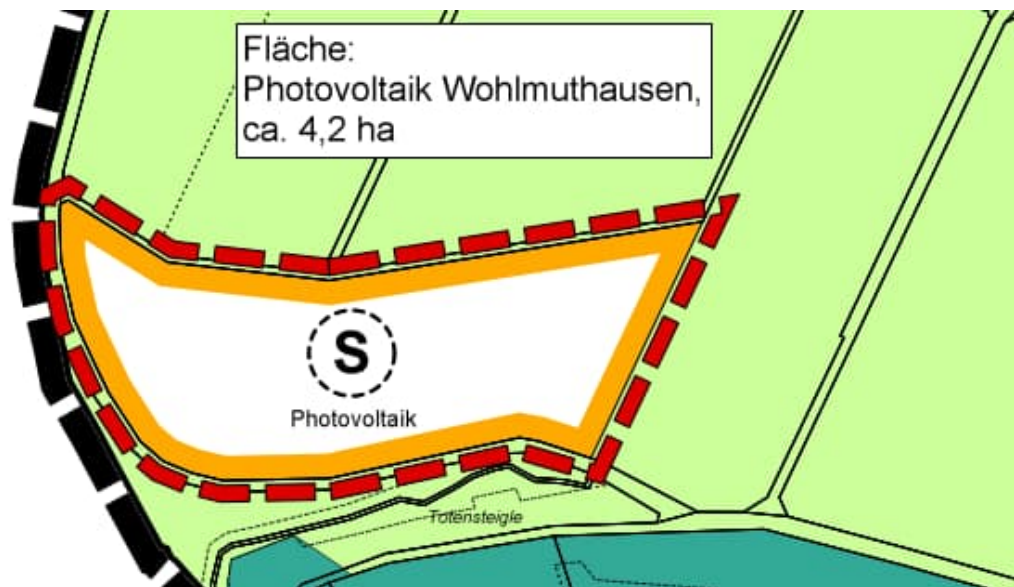 Fläche:
Photovoltaik Wohlmuthausen,
ca. 4,2 ha
S
Photovoltaik
Totensteigle